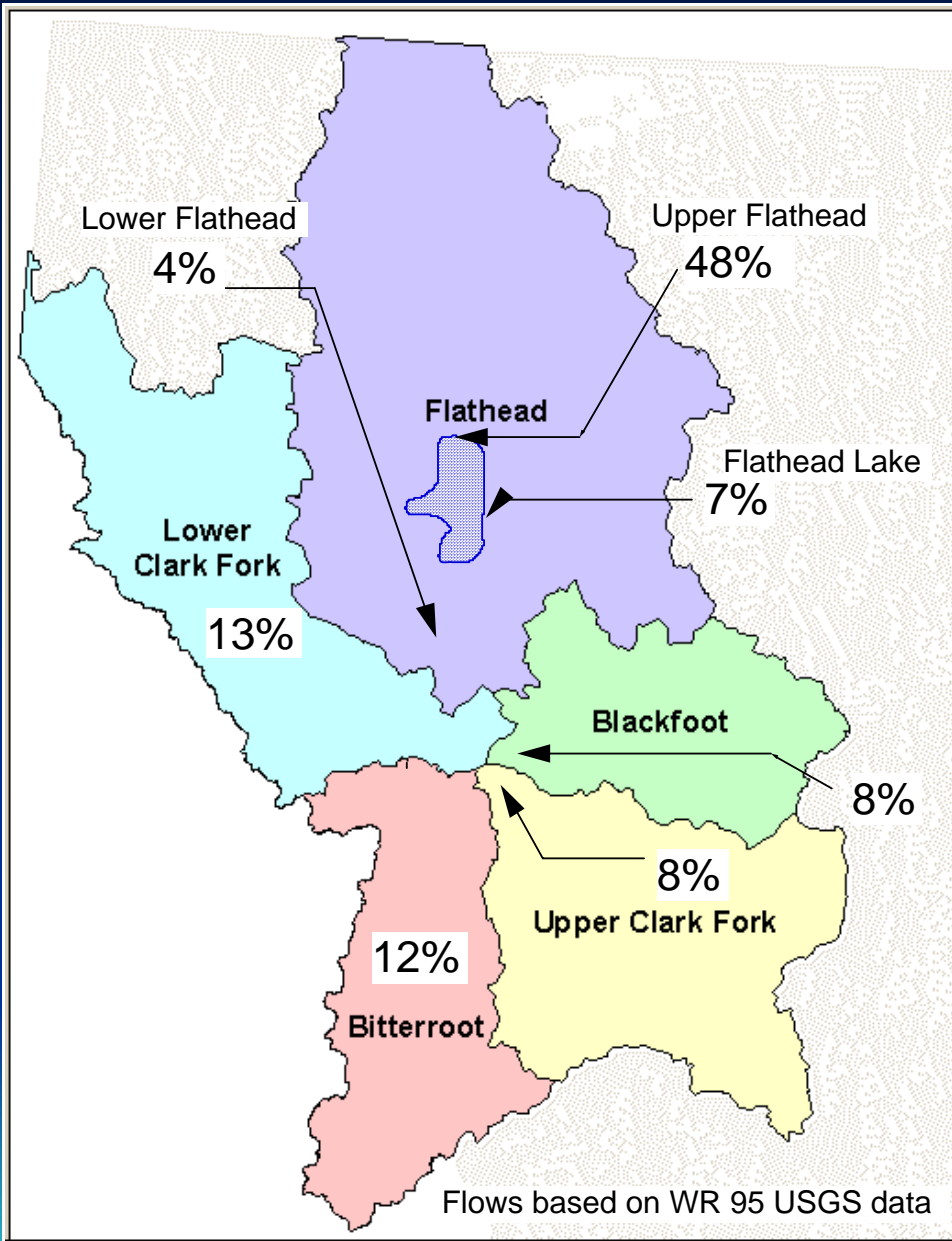 Lower Flathead
4%
Upper Flathead
48%
Flathead
Flathead Lake
7%
Lower
Clark Fork
13%
Blackfoot
8%
8%
Upper Clark Fork
12%
Bitterroot
Flows based on WR 95 USGS data